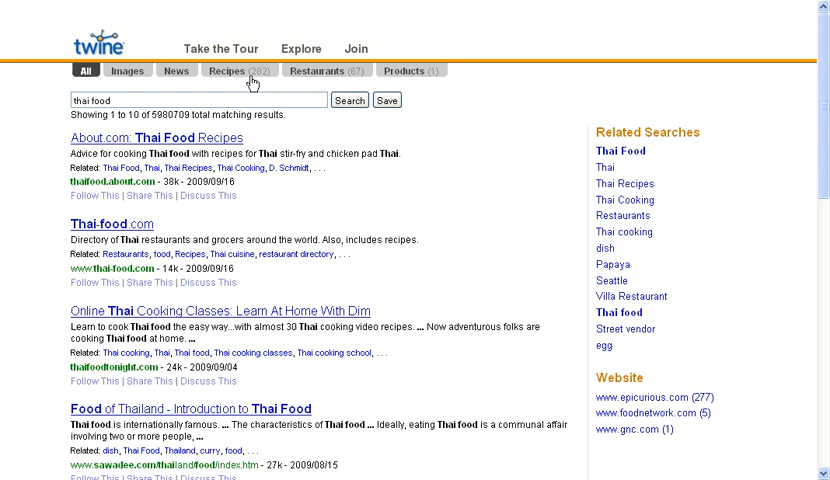 twine
Take the Tour Explore Join
All Images News Recipes (282) Restaurants (67) Products (1)
thai food Search Save
Showing 1 to 10 of 5980709 total matching results.
About.com: Thai Food Recipes
Advice for cooking Thai food with recipes for Thai stir-fry and chicken pad Thai.
Related: Thai Food, Thai, Thai Recipes, Thai Cooking, D. Schmidt, . . .
thaifood.about.com - 38k - 2009/09/16
Follow This | Share This | Discuss This
Thai-food.com
Directory of Thai restaurants and grocers around the world. Also, includes recipes.
Related: Restaurants, food, Recipes, Thai cuisine, restaurant directory, . . .
www.thai-food.com - 14k - 2009/09/16
Follow This | Share This | Discuss This
Online Thai Cooking Classes: Learn At Home With Dim
Learn to cook Thai food the easy way...with almost 30 Thai cooking video recipes. ... Now adventurous folks are
cooking Thai food at home. ...
Related: Thai cooking, Thai, Thai food, Thai cooking classes, Thai cooking school, . . .
thaifoodtonight.com - 24k - 2009/09/04
Follow This | Share This | Discuss This
Food of Thailand - Introduction to Thai Food
Thai food is internationally famous. ... The characteristics of Thai food ... Ideally, eating Thai food is a communal affair
involving two or more people, ...
Related: dish, Thai Food, Thailand, curry, food, . . .
www.sawadee.com/thailand/food/index.htm - 27k - 2009/08/15
Follow This | Share This | Discuss This
Related Searches
Thai Food
Thai
Thai Recipes
Thai Cooking
Restaurants
Thai cooking
dish
Papaya
Seattle
Villa Restaurant
Thai food
Street vendor
egg
Website
www.epicurious.com (277)
www.foodnetwork.com (5)
www.gnc.com (1)